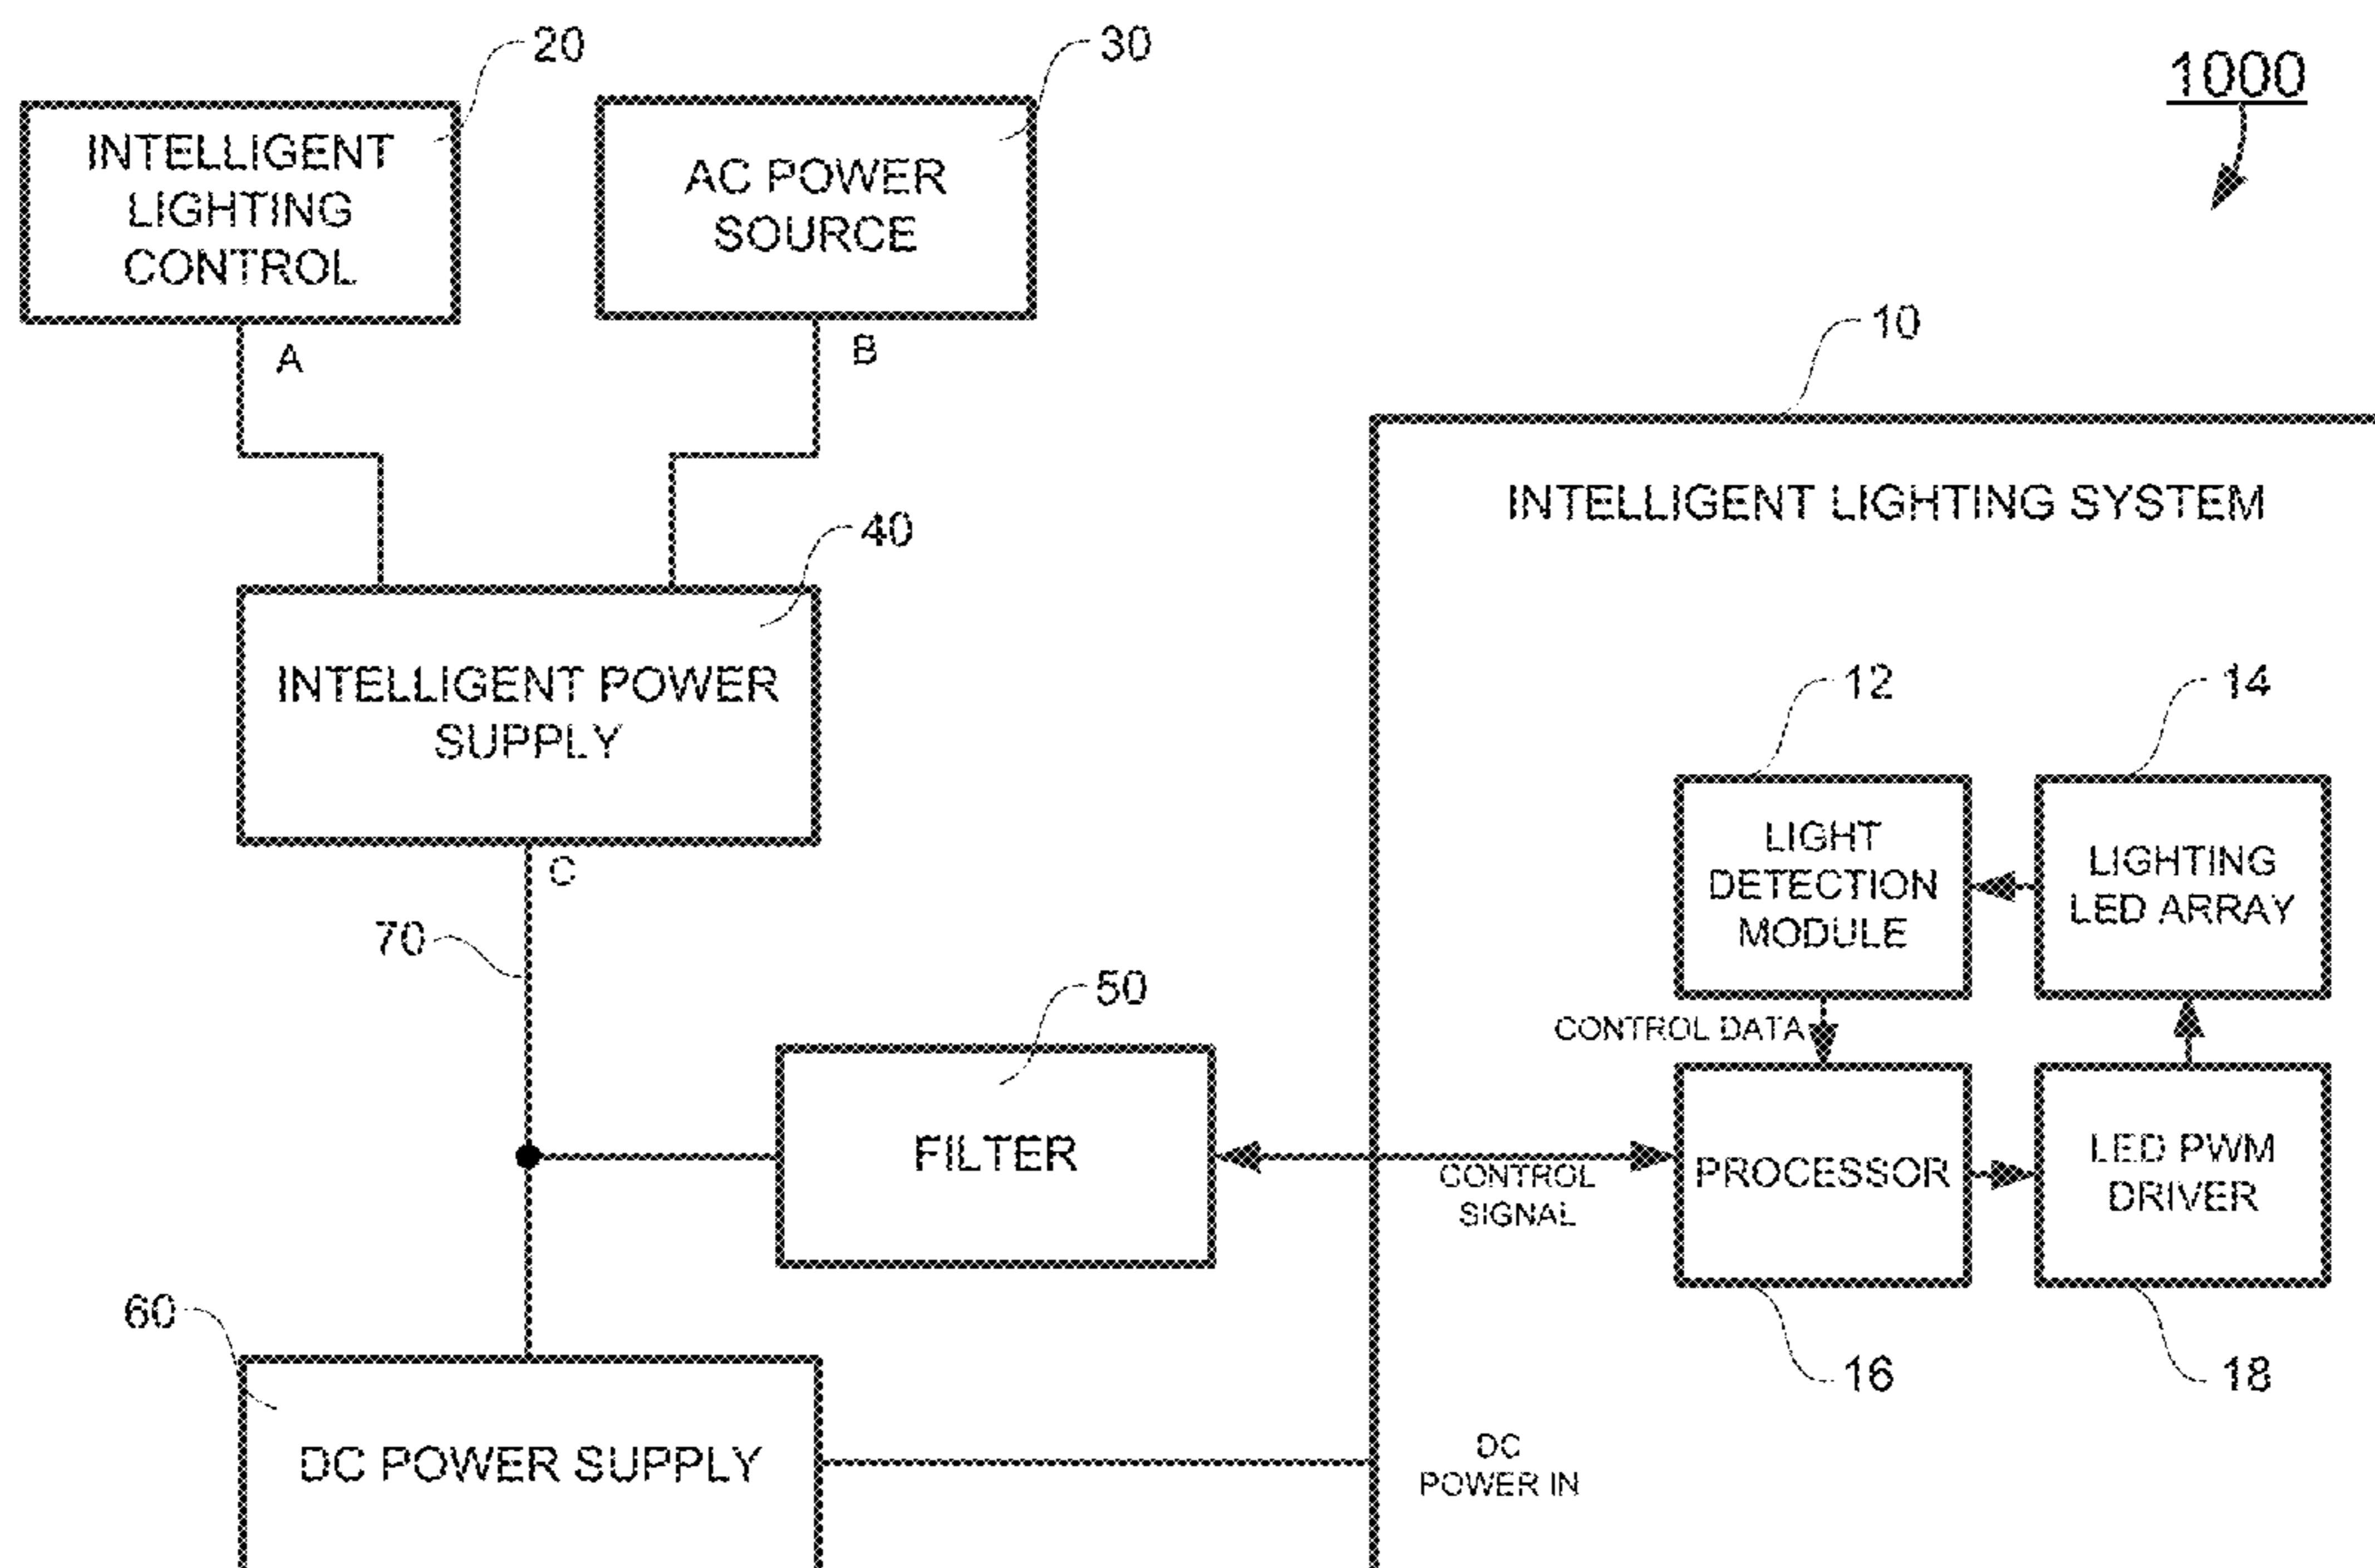 20
30
1000
INTELLIGENT
LIGHTING
CONTROL
AC POWER
SOURCE
A
B
10
INTELLIGENT LIGHTING SYSTEM
40
INTELLIGENT POWER
SUPPLY
12
14
LIGHT
DETECTION
MODULE
LIGHTING
LED ARRAY
C
70
50
CONTROL DATA
FILTER
CONTROL
SIGNAL
PROCESSOR
LED PWM
DRIVER
60
16
18
DC POWER SUPPLY
DC
POWER IN